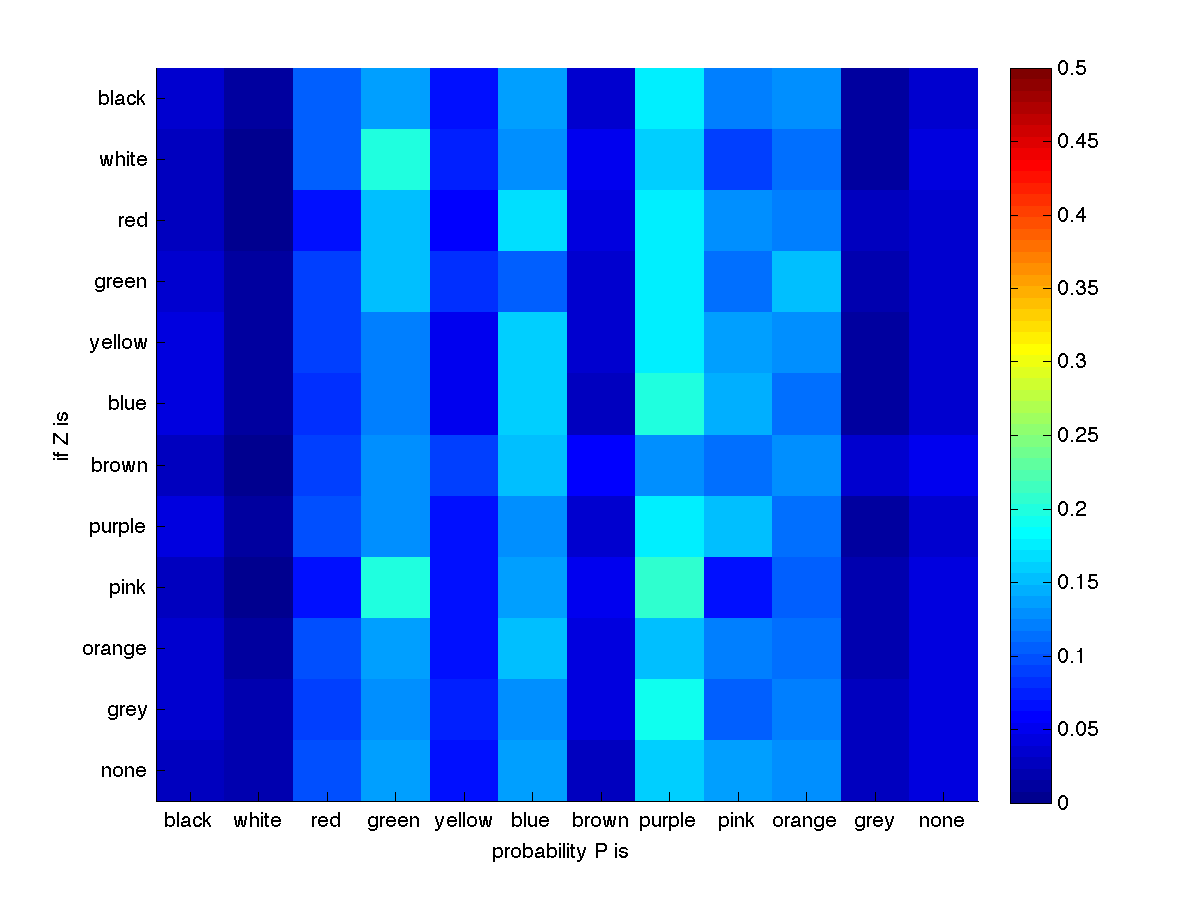 black
white
red
green
yellow
blue
brown
purple
pink
orange
grey
none
if Z is
black white red green yellow blue brown purple pink orange grey none
probability P is
0.5
0.45
0.4
0.35
0.3
0.25
0.2
0.15
0.1
0.05
0